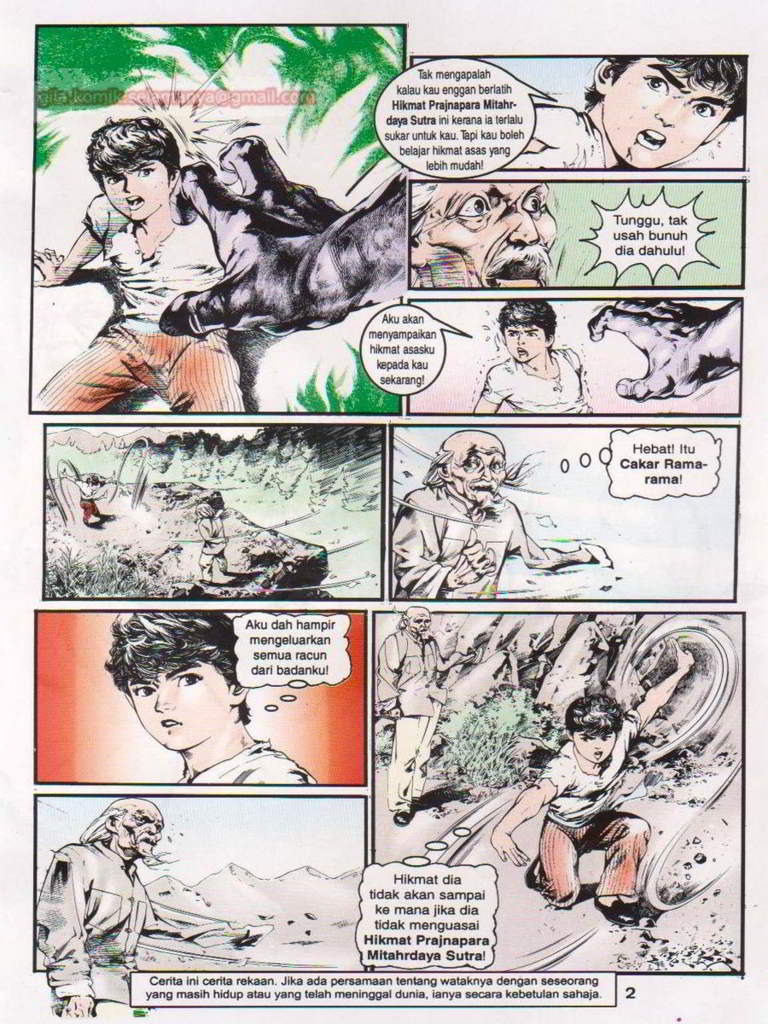 gila-komik
@gmail.com
Tak mengapalah
kalau kau enggan berlatih
Hikmat Prajnapara Mitahr-
daya Sutra ini kerana ia terlalu
sukar untuk kau. Tapi kau boleh
belajar hikmat asas yang
lebih mudah!
Tunggu, tak
usah bunuh
dia dahulu!
Aku akan
menyampaikan
hikmat asasku
kepada kau
sekarang!
Hebat! Itu
Cakar Rama-
rama!
Aku dah hampir
mengeluarkan
semua racun
dari badanku!
Hikmat dia
tidak akan sampai
ke mana jika dia
tidak menguasai
Hikmat Prajnapara
Mitahrdaya Sutra!
Cerita ini cerita rekaan. Jika ada persamaan tentang wataknya dengan seseorang
yang masih hidup atau yang telah meninggal dunia, ianya secara kebetulan sahaja.
2